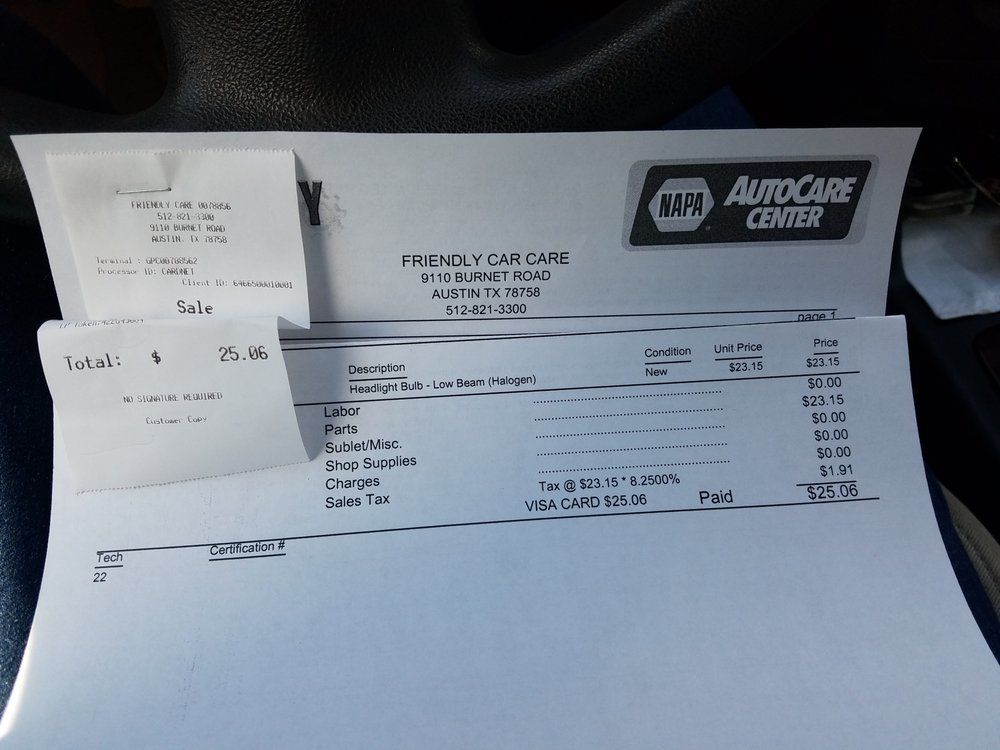 Y
NAPA
AUTOCARE
CENTER
FRIENDLY CARE 0078856
512-821-3300
9110 BURNET ROAD
AUSTIN, TX 78758
Terminal : GPC00788562
Processor ID: CARDNET
Client ID: 6466500010001
Sale
Total: $ 25.06
NO SIGNATURE REQUIRED
Customer Copy
FRIENDLY CAR CARE
9110 BURNET ROAD
AUSTIN TX 78758
512-821-3300
page 1
Description Condition Unit Price Price
Headlight Bulb - Low Beam (Halogen) New $23.15 $23.15
Labor $0.00
Parts $23.15
Sublet/Misc. $0.00
Shop Supplies $0.00
Charges $0.00
Sales Tax Tax @ $23.15 * 8.2500% $1.91
VISA CARD $25.06 Paid $25.06
Tech Certification #
22